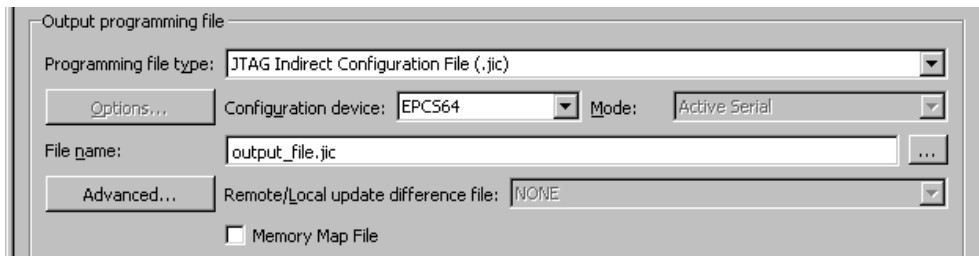 Output programming file
Programming file type: JTAG Indirect Configuration File (.jic)
Options... Configuration device: EPCS64 Mode: Active Serial
File name: output_file.jic ...
Advanced... Remote/Local update difference file: NONE
Memory Map File